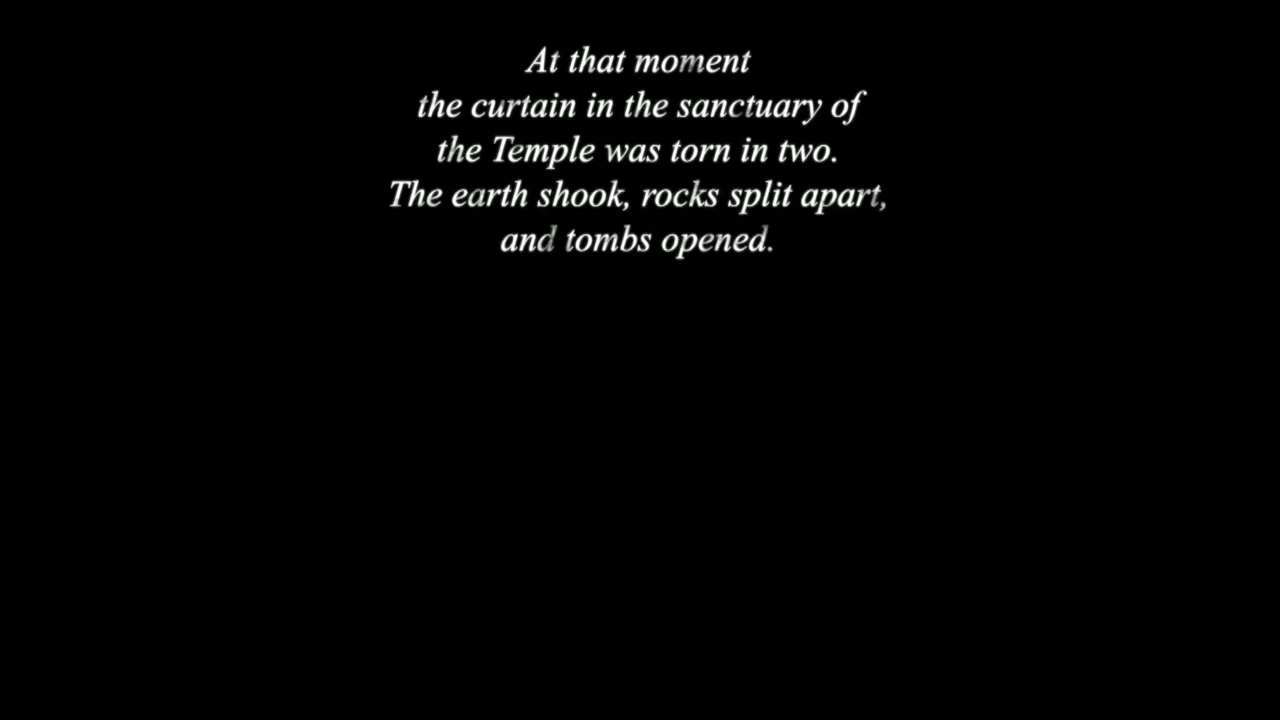 At that moment
the curtain in the sanctuary of
the Temple was torn in two.
The earth shook, rocks split apart,
and tombs opened.